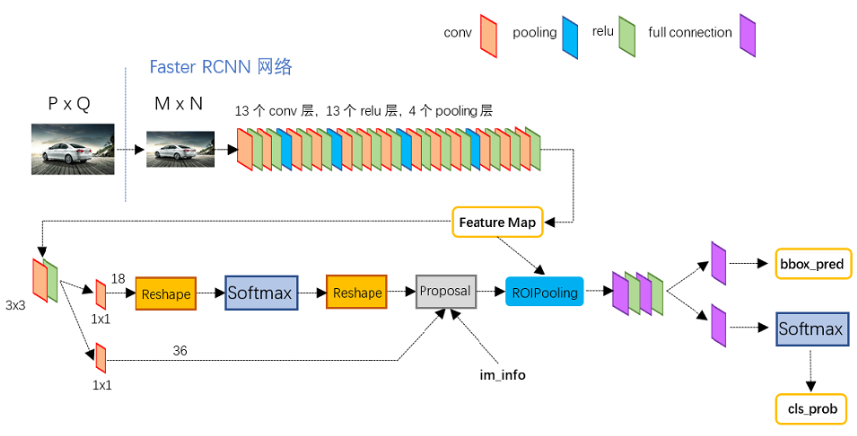 conv pooling relu full connection
Faster RCNN 网络
P x Q
M x N
13 个 conv 层，13 个 relu 层，4 个 pooling 层
Feature Map
3x3
18
1x1
Reshape
Softmax
Reshape
Proposal
ROIPooling
bbox_pred
Softmax
cls_prob
1x1
36
im_info